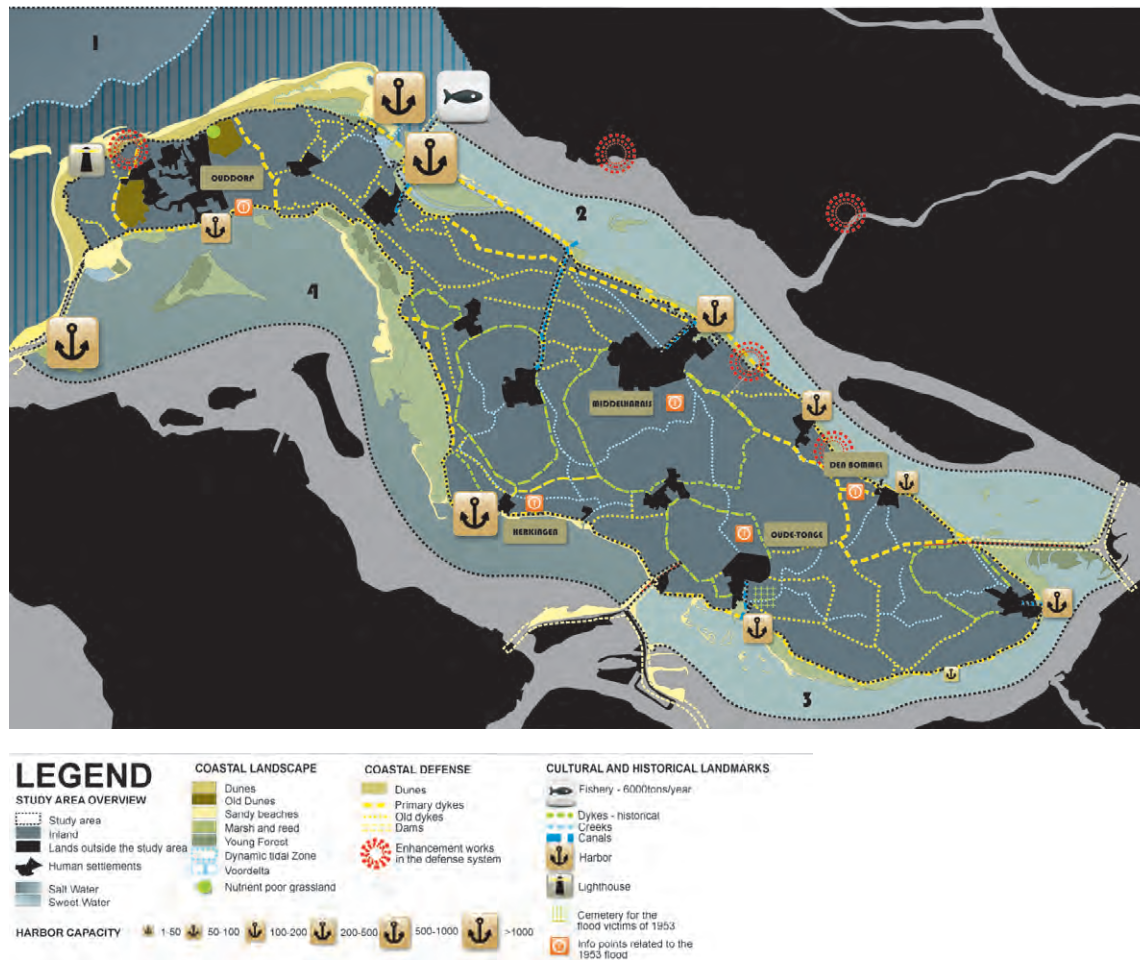 1
2
OUDDORP
4
MIDDELHARNIS
DEN BOMMEL
HERKINGEN
OUDE-TONGE
3
LEGEND
STUDY AREA OVERVIEW
Study area
Inland
Lands outside the study area
Human settlements
Salt Water
Sweet Water
COASTAL LANDSCAPE
Dunes
Old Dunes
Sandy beaches
Marsh and reed
Young Forest
Dynamic tidal Zone
Voordelta
Nutrient poor grassland
COASTAL DEFENSE
Dunes
Primary dykes
Old dykes
Dams
Enhancement works
in the defense system
CULTURAL AND HISTORICAL LANDMARKS
Fishery - 6000tons/year
Dykes - historical
Creeks
Canals
Harbor
Lighthouse
Cemetery for the
flood victims of 1953
Info points related to the
1953 flood
HARBOR CAPACITY 1-50 50-100 100-200 200-500 500-1000 >1000